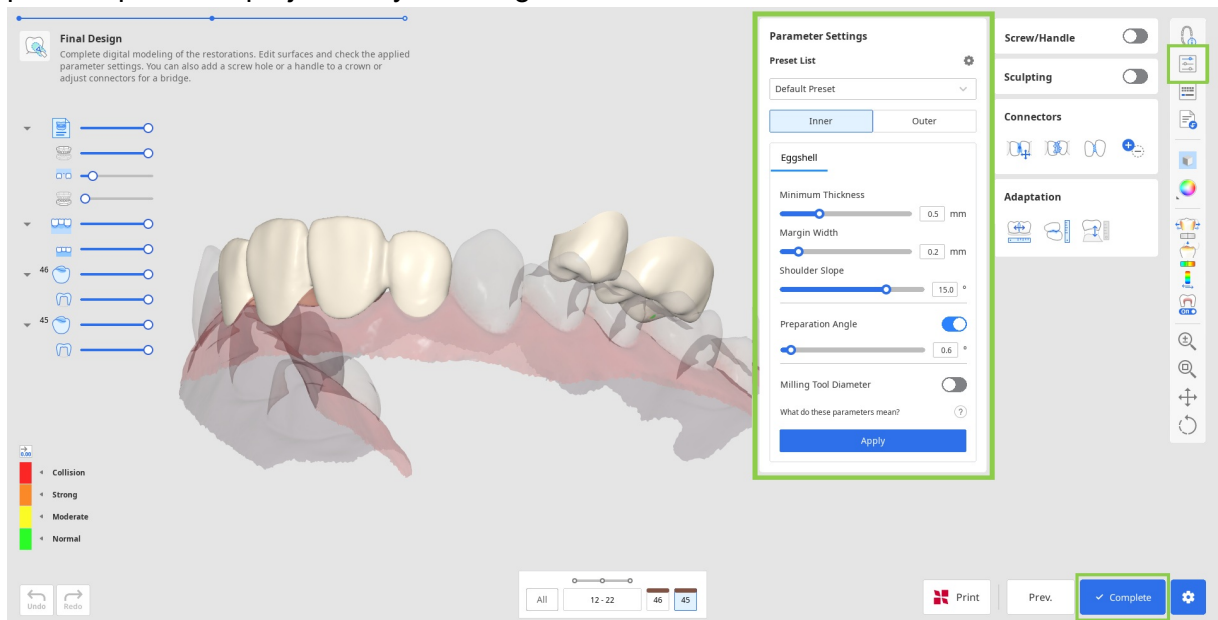 Final Design
Complete digital modeling of the restorations. Edit surfaces and check the applied
parameter settings. You can also add a screw hole or a handle to a crown or
adjust connectors for a bridge.
46
45
0.00
Collision
Strong
Moderate
Normal
Undo
Redo
All
12 - 22
46
45
Parameter Settings
Preset List
Default Preset
Inner
Outer
Eggshell
Minimum Thickness
0.5 mm
Margin Width
0.2 mm
Shoulder Slope
15.0 °
Preparation Angle
0.6 °
Milling Tool Diameter
What do these parameters mean?
?
Apply
Screw/Handle
Sculpting
Connectors
Adaptation
ON
Print
Prev.
Complete